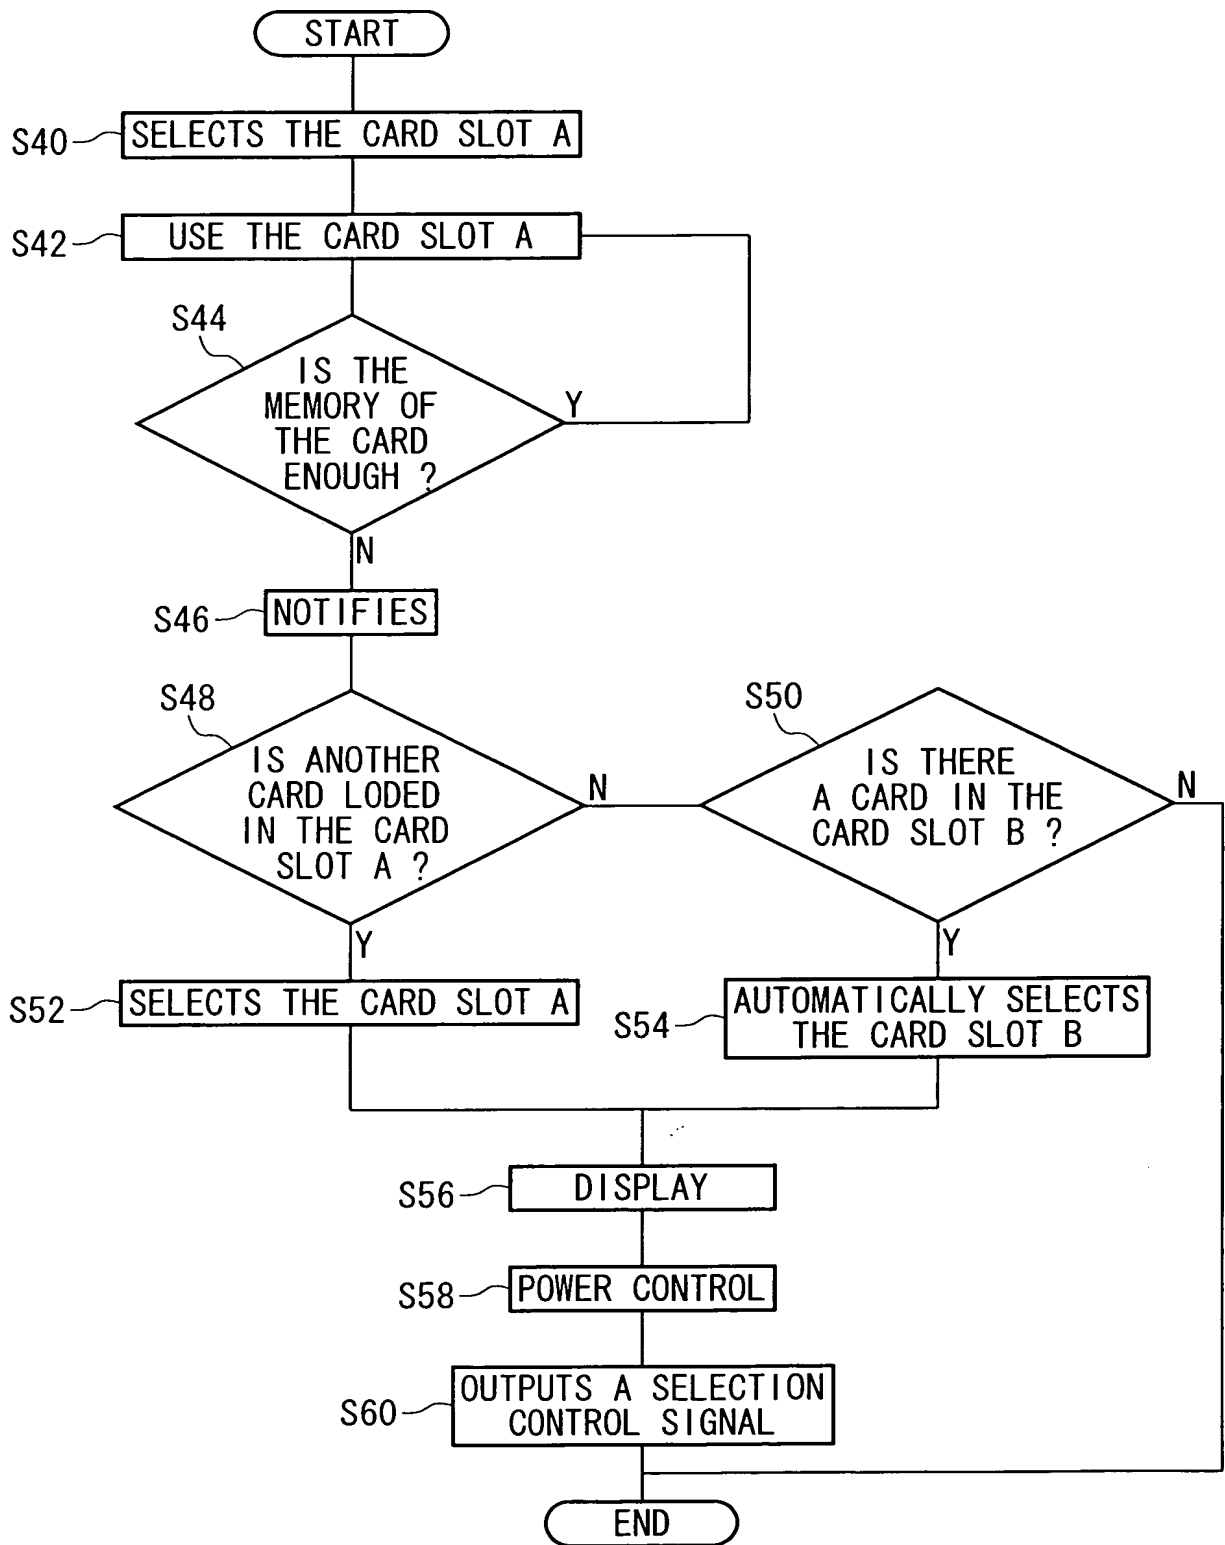 START
S40
SELECTS THE CARD SLOT A
S42
USE THE CARD SLOT A
S44
IS THE
MEMORY OF
THE CARD
ENOUGH ?
Y
N
S46
NOTIFIES
S48
IS ANOTHER
CARD LODED
IN THE CARD
SLOT A ?
N
Y
S50
IS THERE
A CARD IN THE
CARD SLOT B ?
N
Y
S52
SELECTS THE CARD SLOT A
S54
AUTOMATICALLY SELECTS
THE CARD SLOT B
S56
DISPLAY
S58
POWER CONTROL
S60
OUTPUTS A SELECTION
CONTROL SIGNAL
END